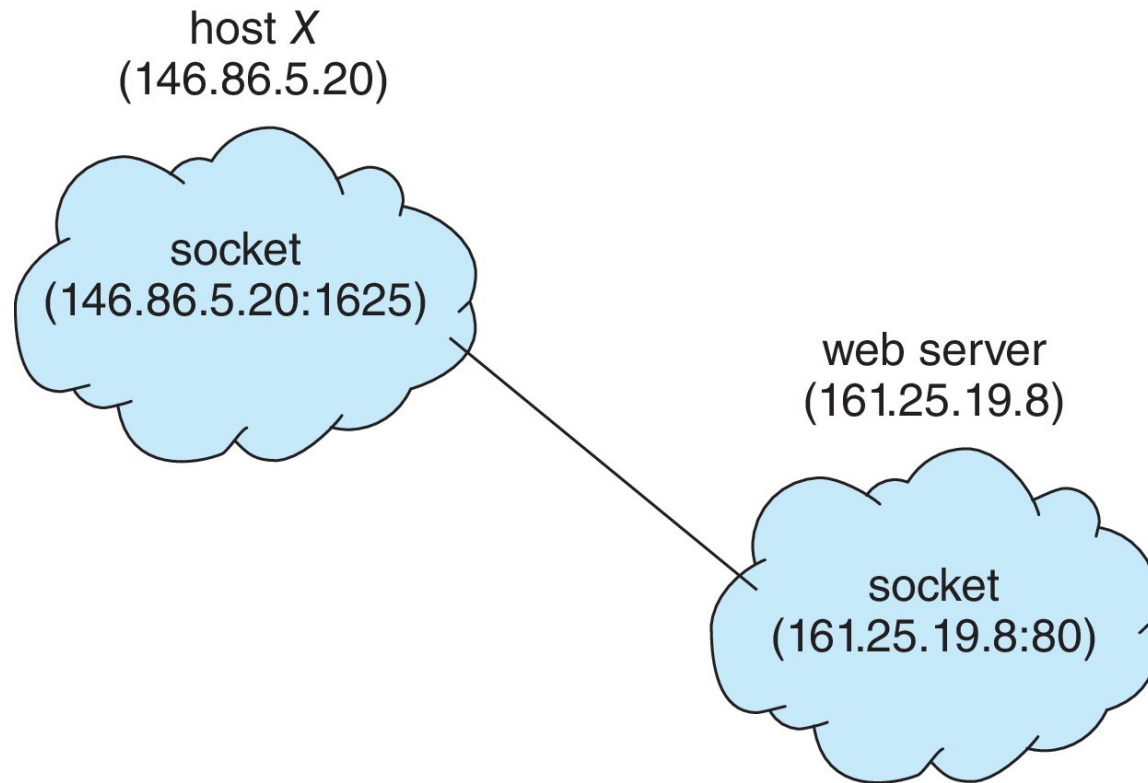 host X
(146.86.5.20)
socket
(146.86.5.20:1625)
web server
(161.25.19.8)
socket
(161.25.19.8:80)